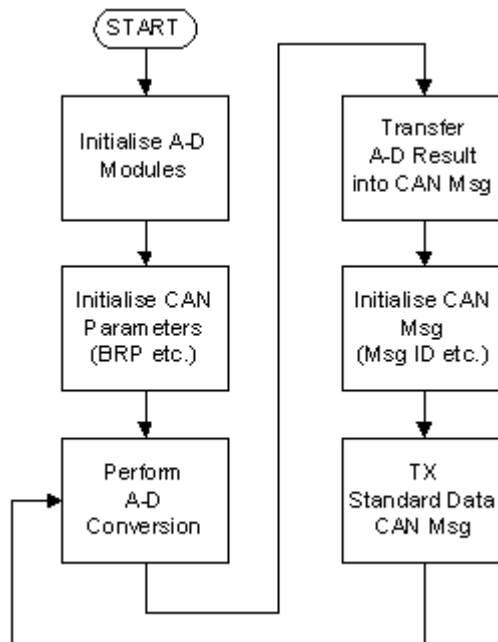 START
Initialise A-D
Modules
Initialise CAN
Parameters
(BRP etc.)
Perform
A-D
Conversion
Transfer
A-D Result
into CAN Msg
Initialise CAN
Msg
(Msg ID etc.)
TX
Standard Data
CAN Msg